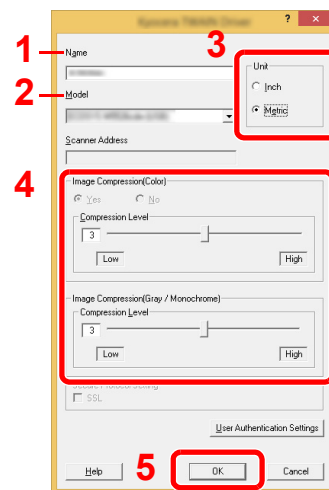 Kyocera TWAIN Driver ? ×
1 Name
3
Unit
Inch
Metric
2 Model
Scanner Address
4
Image Compression(Color)
Yes No
Compression Level
3
Low High
Image Compression(Gray / Monochrome)
Compression Level
3
Low High
Secure Protocol Setting
SSL
User Authentication Settings
Help 5 OK Cancel